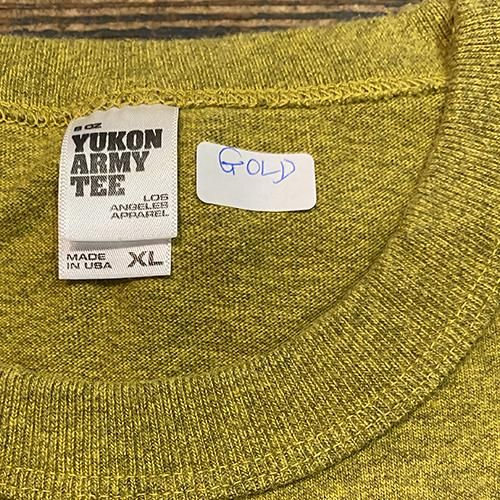 8 OZ
YUKON
ARMY
TEE
LOS
ANGELES
APPAREL
MADE
IN USA
XL
GOLD